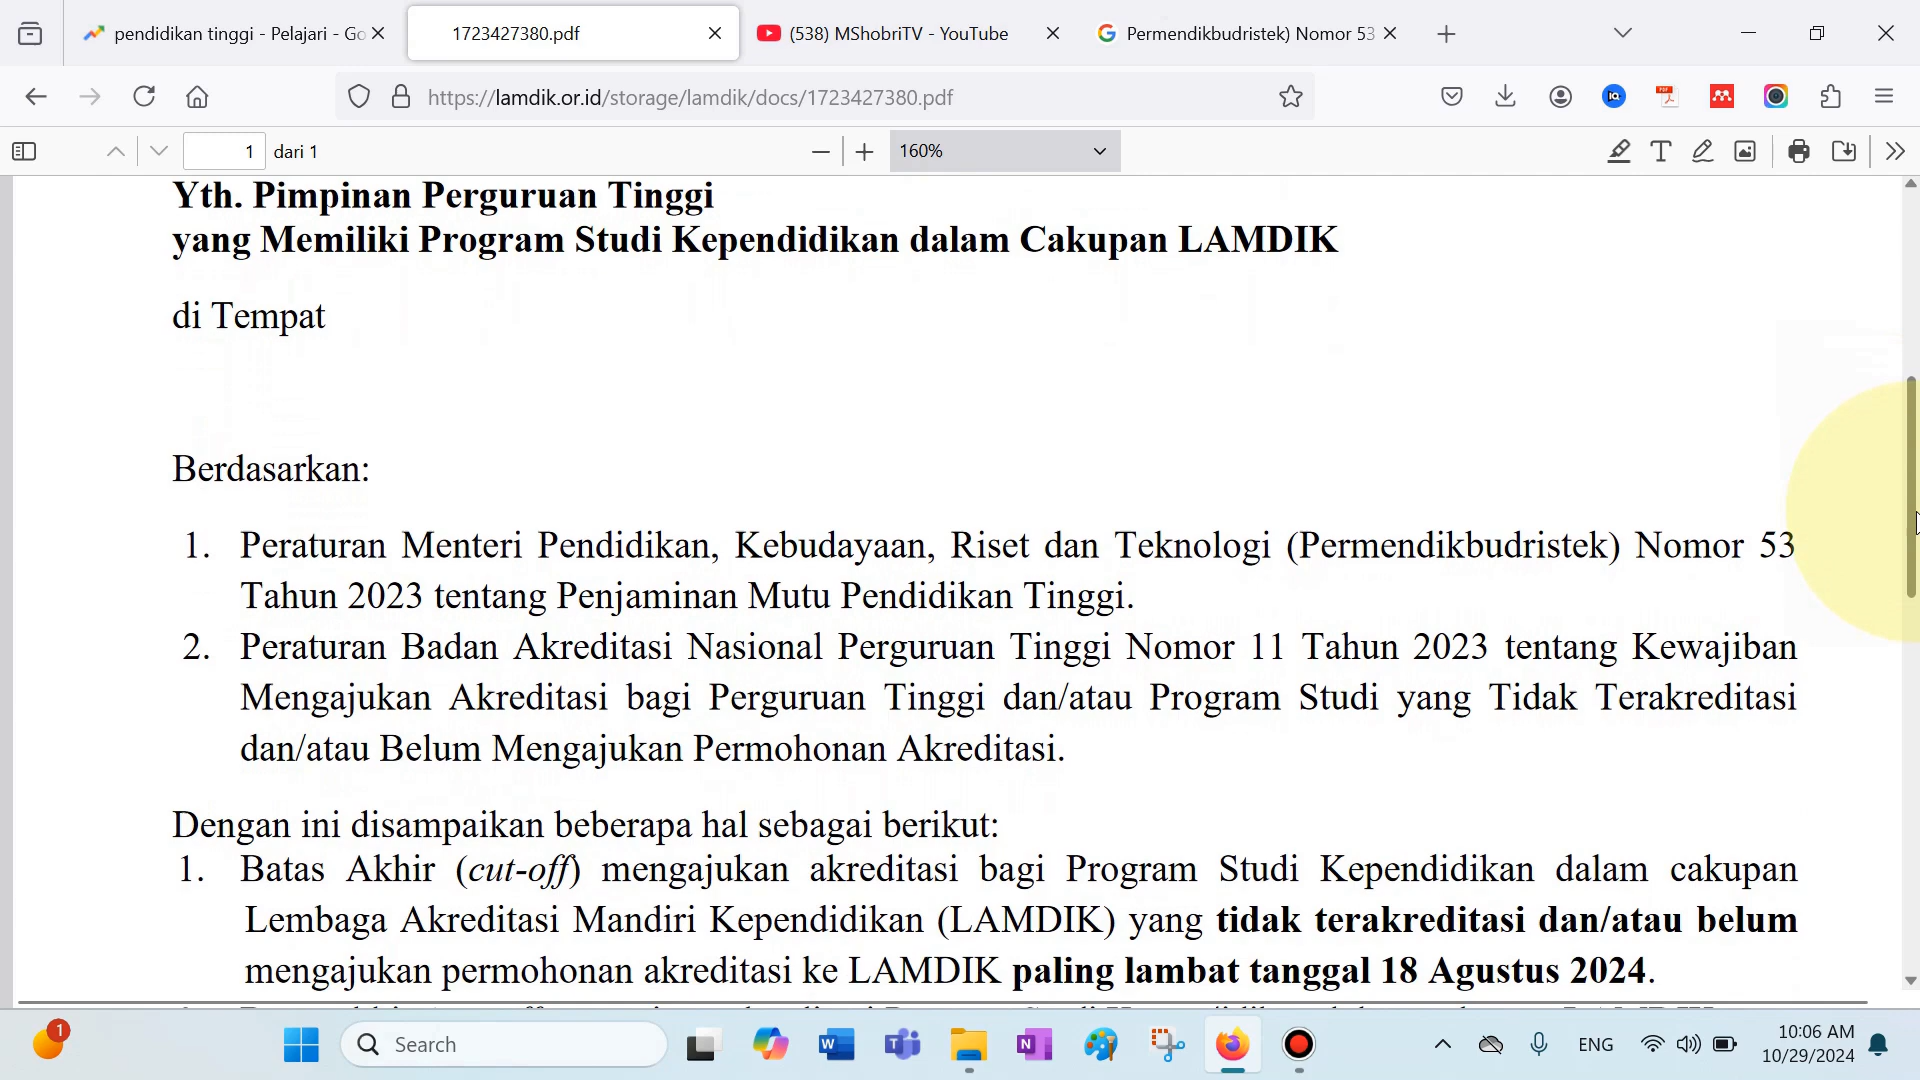 pendidikan tinggi - Pelajari - Go
1723427380.pdf
(538) MShobriTV - YouTube
Permendikbudristek) Nomor 53
https://lamdik.or.id/storage/lamdik/docs/1723427380.pdf
1 dari 1
160%
Yth. Pimpinan Perguruan Tinggi
yang Memiliki Program Studi Kependidikan dalam Cakupan LAMDIK
di Tempat
Berdasarkan:
1. Peraturan Menteri Pendidikan, Kebudayaan, Riset dan Teknologi (Permendikbudristek) Nomor 53
Tahun 2023 tentang Penjaminan Mutu Pendidikan Tinggi.
2. Peraturan Badan Akreditasi Nasional Perguruan Tinggi Nomor 11 Tahun 2023 tentang Kewajiban
Mengajukan Akreditasi bagi Perguruan Tinggi dan/atau Program Studi yang Tidak Terakreditasi
dan/atau Belum Mengajukan Permohonan Akreditasi.
Dengan ini disampaikan beberapa hal sebagai berikut:
1. Batas Akhir (cut-off) mengajukan akreditasi bagi Program Studi Kependidikan dalam cakupan
Lembaga Akreditasi Mandiri Kependidikan (LAMDIK) yang tidak terakreditasi dan/atau belum
mengajukan permohonan akreditasi ke LAMDIK paling lambat tanggal 18 Agustus 2024.
1
Search
ENG
10:06 AM
10/29/2024